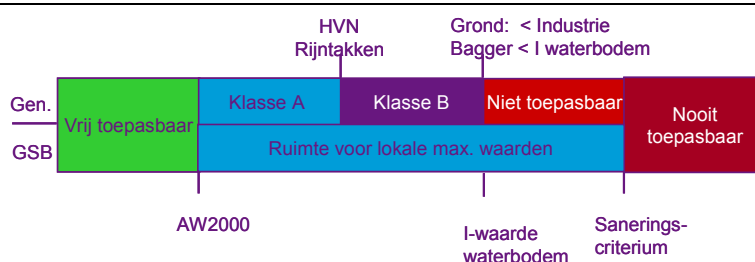 HVN
Rijntakken
Grond: < Industrie
Bagger < I waterbodem
Gen.
GSB
Vrij toepasbaar
Klasse A
Klasse B
Niet toepasbaar
Nooit
toepasbaar
Ruimte voor lokale max. waarden
AW2000
I-waarde
waterbodem
Sanerings-
criterium